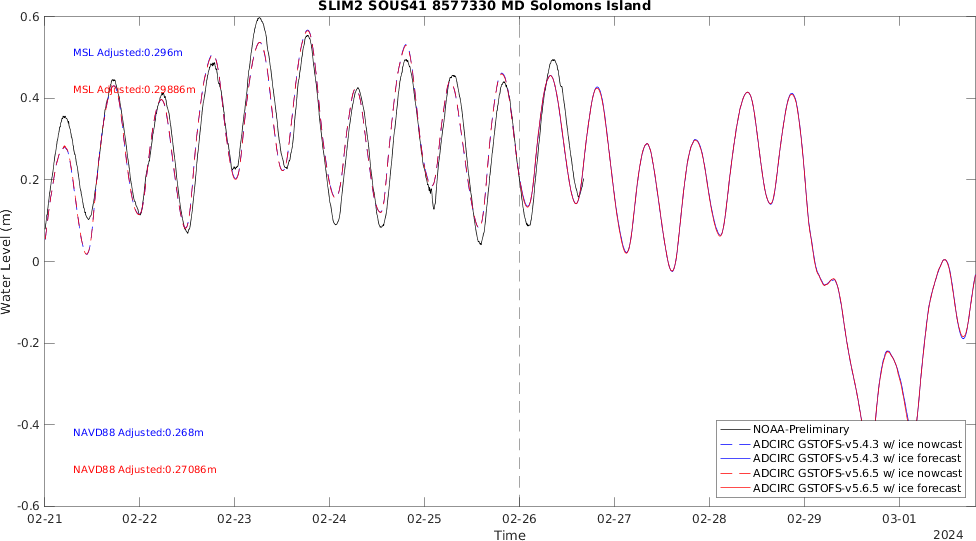 SLIM2 SOUS41 8577330 MD Solomons Island
0.6
MSL Adjusted:0.296m
MSL Adjusted:0.29886m
0.4
0.2
0
-0.2
-0.4
-0.6
Water Level (m)
NAVD88 Adjusted:0.268m
NAVD88 Adjusted:0.27086m
NOAA-Preliminary
ADCIRC GSTOFS-v5.4.3 w/ ice nowcast
ADCIRC GSTOFS-v5.4.3 w/ ice forecast
ADCIRC GSTOFS-v5.6.5 w/ ice nowcast
ADCIRC GSTOFS-v5.6.5 w/ ice forecast
02-21 02-22 02-23 02-24 02-25 02-26 02-27 02-28 02-29 03-01
Time
2024